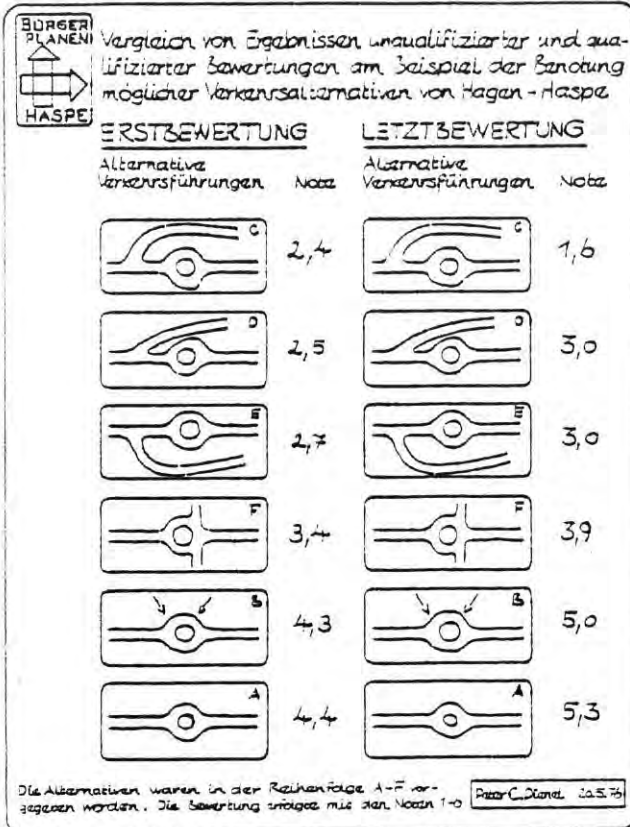 BÜRGER
PLANEN
HASPE
Vergleich von Ergebnissen unqualifizierter und qua-
lifizierter Bewertungen am Beispiel der Benotung
möglicher Verkehrsalternativen von Hagen-Haspe
ERSTBEWERTUNG
Alternative
Verkehrsführungen Note
C 2,4
D 2,5
E 2,7
F 3,4
B 4,3
A 4,4
LETZTBEWERTUNG
Alternative
Verkehrsführungen Note
C 1,6
D 3,0
E 3,0
F 3,9
B 5,0
A 5,3
Die Alternativen waren in der Reihenfolge A-F vor-
gegeben worden. Die Bewertung erfolgte mit den Noten 1-6
Peter C. Dienel